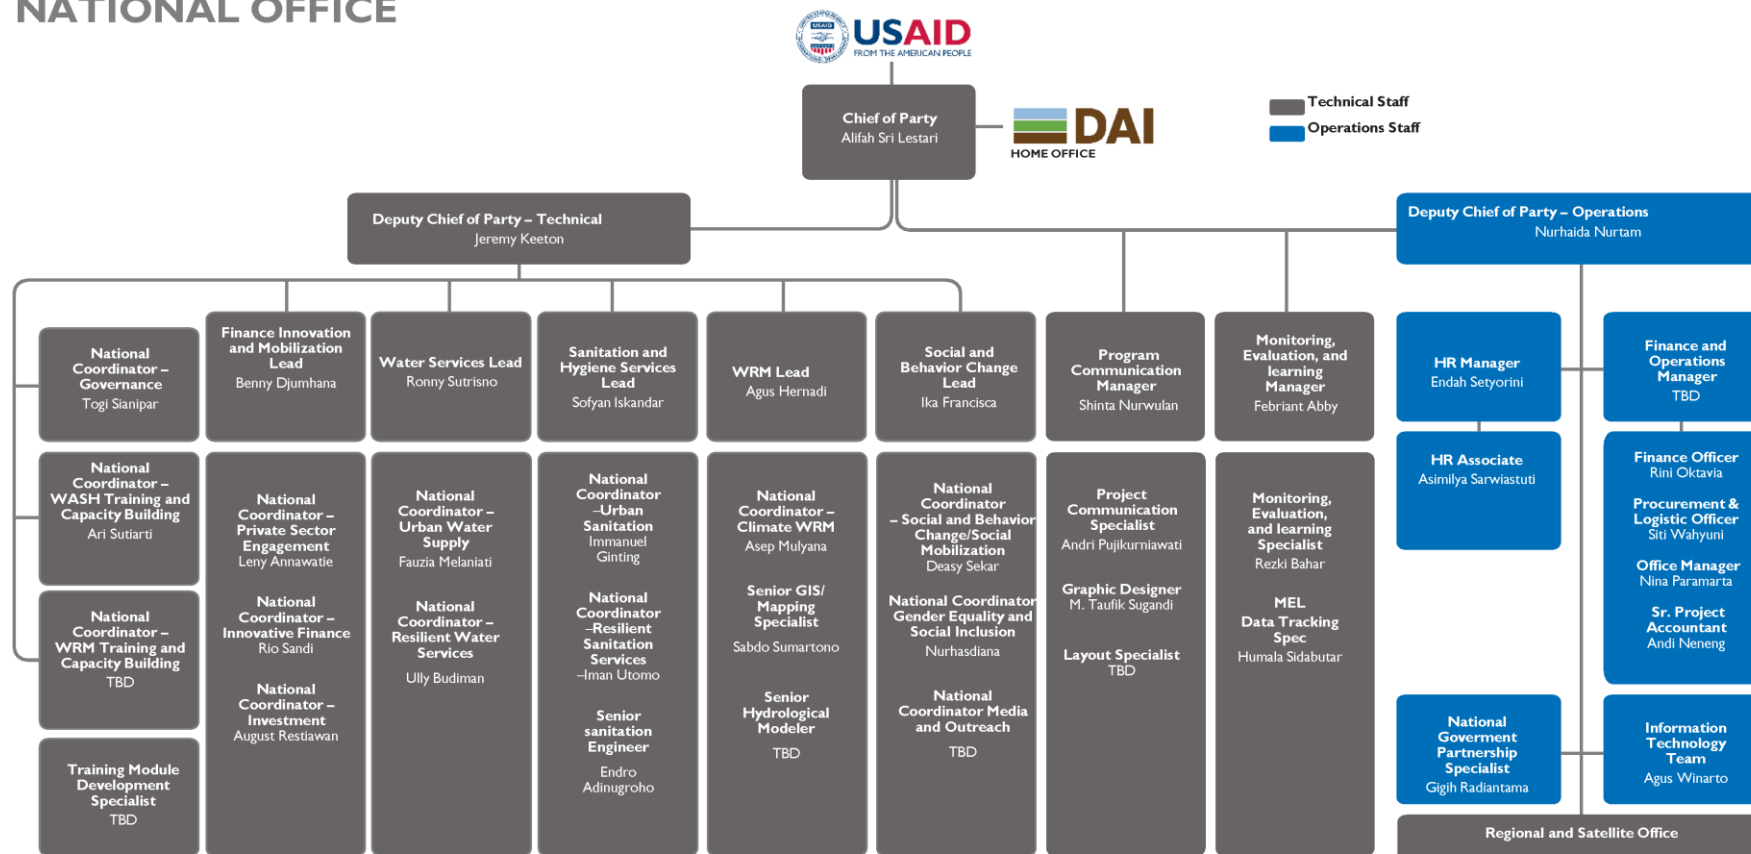 NATIONAL OFFICE
USAID
USAID
FROM THE AMERICAN PEOPLE
Chief of Party
Alifah Sri Lestari
DAI
HOME OFFICE
Technical Staff
Operations Staff
Deputy Chief of Party – Technical
Jeremy Keeton
Deputy Chief of Party – Operations
Nurhaida Nurtam
National
Coordinator –
Governance
Togi Sianipar
Finance Innovation
and Mobilization
Lead
Benny Djumhana
Water Services Lead
Ronny Sutrisno
Sanitation and
Hygiene Services
Lead
Sofyan Iskandar
WRM Lead
Agus Hernadi
Social and
Behavior Change
Lead
Ika Francisca
Program
Communication
Manager
Shinta Nurwulan
Monitoring,
Evaluation, and
learning
Manager
Febriant Abby
HR Manager
Endah Setyorini
Finance and
Operations
Manager
TBD
National
Coordinator –
WASH Training and
Capacity Building
Ari Sutiarti
National
Coordinator –
WRM Training and
Capacity Building
TBD
Training Module
Development
Specialist
TBD
National
Coordinator –
Private Sector
Engagement
Leny Annawatie
National
Coordinator –
Innovative Finance
Rio Sandi
National
Coordinator –
Investment
August Restiawan
National
Coordinator –
Urban Water
Supply
Fauzia Melaniati
National
Coordinator –
Resilient Water
Services
Ully Budiman
National
Coordinator
–Urban
Sanitation
Immanuel
Ginting
National
Coordinator
–Resilient
Sanitation
Services
–Iman Utomo
Senior
sanitation
Engineer
Endro
Adinugroho
National
Coordinator –
Climate WRM
Asep Mulyana
Senior GIS/
Mapping
Specialist
Sabdo Sumartono
Senior
Hydrological
Modeler
TBD
National
Coordinator
– Social and Behavior
Change/Social
Mobilization
Deasy Sekar
National Coordinator
Gender Equality and
Social Inclusion
Nurhasdiana
National
Coordinator Media
and Outreach
TBD
Project
Communication
Specialist
Andri Pujikurniawati
Graphic Designer
M. Taufik Sugandi
Layout Specialist
TBD
Monitoring,
Evaluation,
and learning
Specialist
Rezki Bahar
MEL
Data Tracking
Spec
Humala Sidabutar
HR Associate
Asimilya Sarwiastuti
Finance Officer
Rini Oktavia
Procurement &
Logistic Officer
Siti Wahyuni
Office Manager
Nina Paramarta
Sr. Project
Accountant
Andi Neneng
National
Goverment
Partnership
Specialist
Gigih Radiantama
Information
Technology
Team
Agus Winarto
Regional and Satellite Office